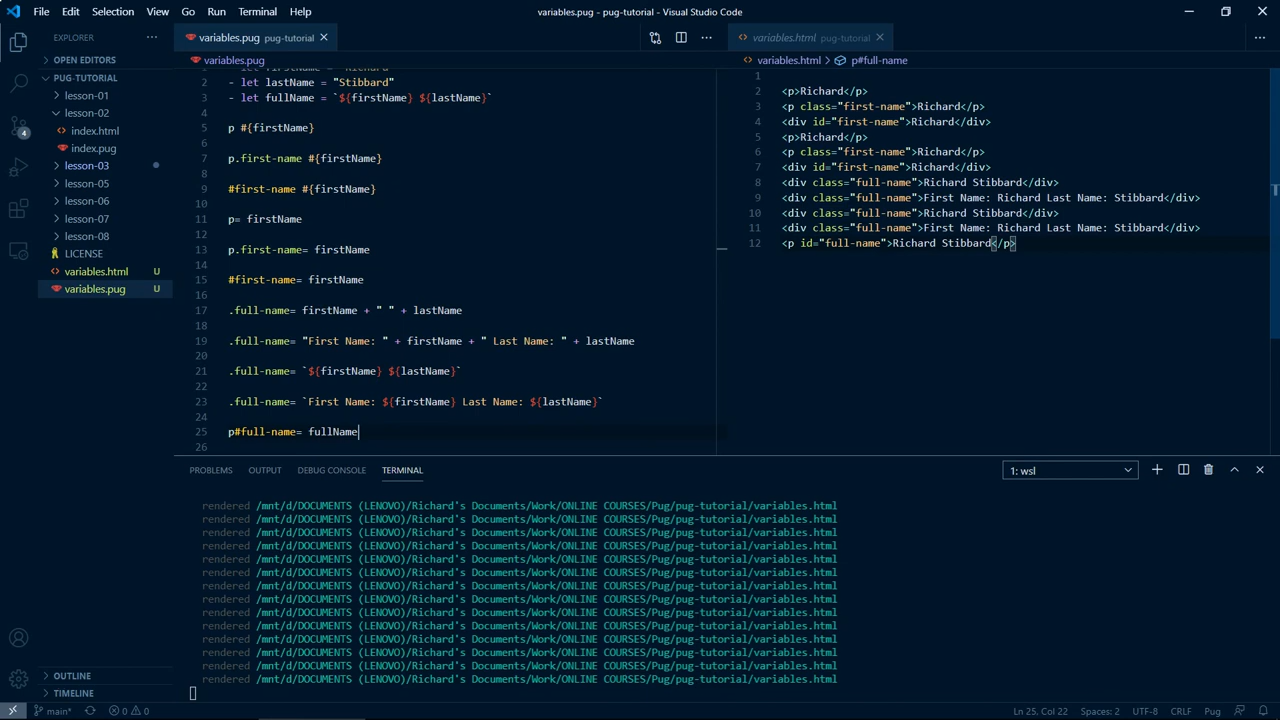 File Edit Selection View Go Run Terminal Help variables.pug - pug-tutorial - Visual Studio Code
EXPLORER
OPEN EDITORS
PUG-TUTORIAL
lesson-01
lesson-02
index.html
index.pug
lesson-03
lesson-05
lesson-06
lesson-07
lesson-08
LICENSE
variables.html U
variables.pug U
OUTLINE
TIMELINE
4
variables.pug pug-tutorial
variables.pug
1 - let firstName = "Richard"
2 - let lastName = "Stibbard"
3 - let fullName = `${firstName} ${lastName}`
4
5 p #{firstName}
6
7 p.first-name #{firstName}
8
9 #first-name #{firstName}
10
11 p= firstName
12
13 p.first-name= firstName
14
15 #first-name= firstName
16
17 .full-name= firstName + " " + lastName
18
19 .full-name= "First Name: " + firstName + " Last Name: " + lastName
20
21 .full-name= `${firstName} ${lastName}`
22
23 .full-name= `First Name: ${firstName} Last Name: ${lastName}`
24
25 p#full-name= fullName
26
variables.html pug-tutorial
variables.html p#full-name
1
2 <p>Richard</p>
3 <p class="first-name">Richard</p>
4 <div id="first-name">Richard</div>
5 <p>Richard</p>
6 <p class="first-name">Richard</p>
7 <div id="first-name">Richard</div>
8 <div class="full-name">Richard Stibbard</div>
9 <div class="full-name">First Name: Richard Last Name: Stibbard</div>
10 <div class="full-name">Richard Stibbard</div>
11 <div class="full-name">First Name: Richard Last Name: Stibbard</div>
12 <p id="full-name">Richard Stibbard</p>
PROBLEMS OUTPUT DEBUG CONSOLE TERMINAL 1: wsl
rendered /mnt/d/DOCUMENTS (LENOVO)/Richard's Documents/Work/ONLINE COURSES/Pug/pug-tutorial/variables.html
rendered /mnt/d/DOCUMENTS (LENOVO)/Richard's Documents/Work/ONLINE COURSES/Pug/pug-tutorial/variables.html
rendered /mnt/d/DOCUMENTS (LENOVO)/Richard's Documents/Work/ONLINE COURSES/Pug/pug-tutorial/variables.html
rendered /mnt/d/DOCUMENTS (LENOVO)/Richard's Documents/Work/ONLINE COURSES/Pug/pug-tutorial/variables.html
rendered /mnt/d/DOCUMENTS (LENOVO)/Richard's Documents/Work/ONLINE COURSES/Pug/pug-tutorial/variables.html
rendered /mnt/d/DOCUMENTS (LENOVO)/Richard's Documents/Work/ONLINE COURSES/Pug/pug-tutorial/variables.html
rendered /mnt/d/DOCUMENTS (LENOVO)/Richard's Documents/Work/ONLINE COURSES/Pug/pug-tutorial/variables.html
rendered /mnt/d/DOCUMENTS (LENOVO)/Richard's Documents/Work/ONLINE COURSES/Pug/pug-tutorial/variables.html
rendered /mnt/d/DOCUMENTS (LENOVO)/Richard's Documents/Work/ONLINE COURSES/Pug/pug-tutorial/variables.html
rendered /mnt/d/DOCUMENTS (LENOVO)/Richard's Documents/Work/ONLINE COURSES/Pug/pug-tutorial/variables.html
rendered /mnt/d/DOCUMENTS (LENOVO)/Richard's Documents/Work/ONLINE COURSES/Pug/pug-tutorial/variables.html
rendered /mnt/d/DOCUMENTS (LENOVO)/Richard's Documents/Work/ONLINE COURSES/Pug/pug-tutorial/variables.html
rendered /mnt/d/DOCUMENTS (LENOVO)/Richard's Documents/Work/ONLINE COURSES/Pug/pug-tutorial/variables.html
rendered /mnt/d/DOCUMENTS (LENOVO)/Richard's Documents/Work/ONLINE COURSES/Pug/pug-tutorial/variables.html
main* 0 0 Ln 25, Col 22 Spaces: 2 UTF-8 CRLF Pug